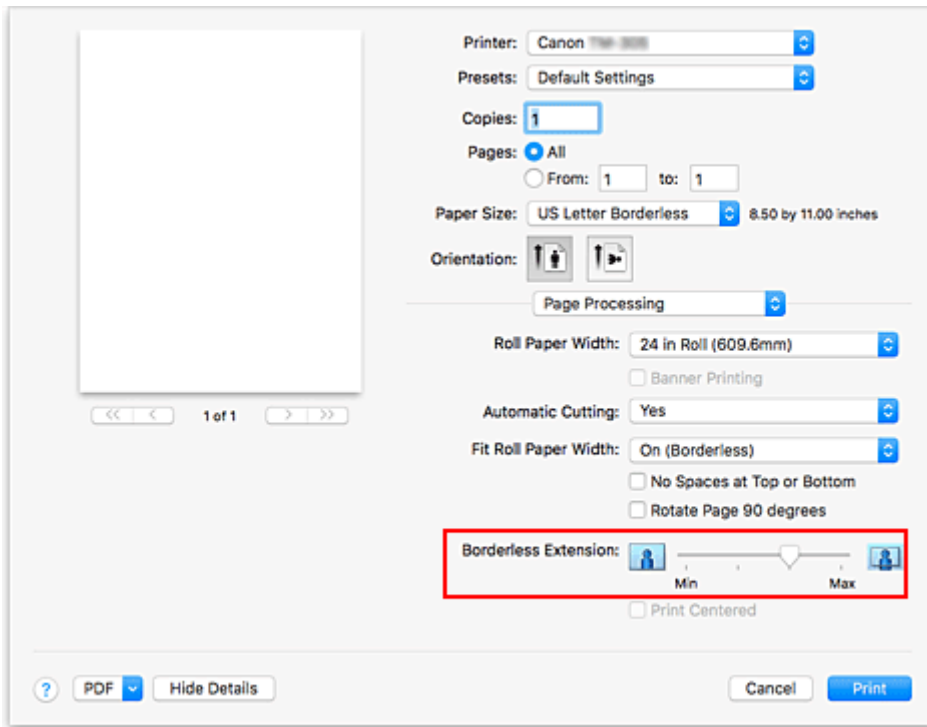 Printer: Canon
Presets: Default Settings
Copies: 1
Pages: All
From: 1 to: 1
Paper Size: US Letter Borderless 8.50 by 11.00 inches
Orientation:
Page Processing
Roll Paper Width: 24 in Roll (609.6mm)
Banner Printing
1 of 1
Automatic Cutting: Yes
Fit Roll Paper Width: On (Borderless)
No Spaces at Top or Bottom
Rotate Page 90 degrees
Borderless Extension:
Min Max
Print Centered
? PDF Hide Details Cancel Print